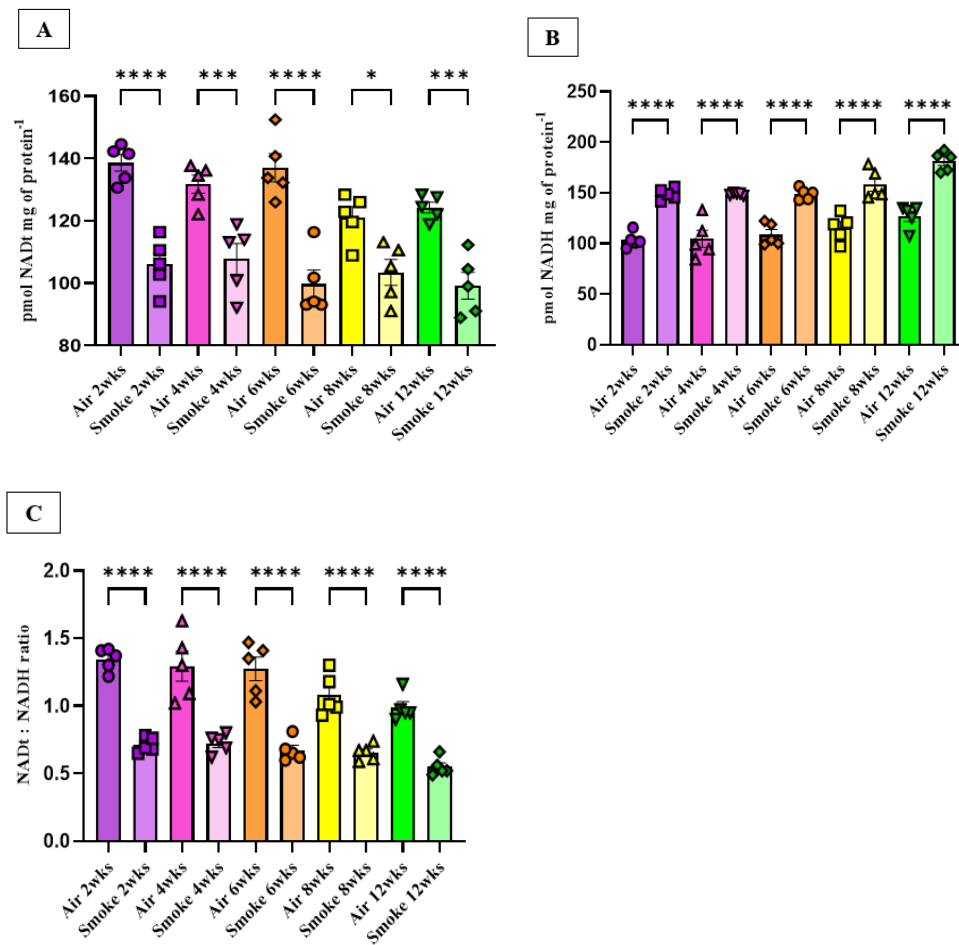 A
**** *** **** * ***
pmol NADt mg of protein-1
160
140
120
100
80
Air 2wks
Smoke 2wks
Air 4wks
Smoke 4wks
Air 6wks
Smoke 6wks
Air 8wks
Smoke 8wks
Air 12wks
Smoke 12wks
B
**** **** **** **** ****
pmol NADH mg of protein-1
250
200
150
100
50
0
Air 2wks
Smoke 2wks
Air 4wks
Smoke 4wks
Air 6wks
Smoke 6wks
Air 8wks
Smoke 8wks
Air 12wks
Smoke 12wks
C
**** **** **** **** ****
NADt : NADH ratio
2.0
1.5
1.0
0.5
0.0
Air 2wks
Smoke 2wks
Air 4wks
Smoke 4wks
Air 6wks
Smoke 6wks
Air 8wks
Smoke 8wks
Air 12wks
Smoke 12wks